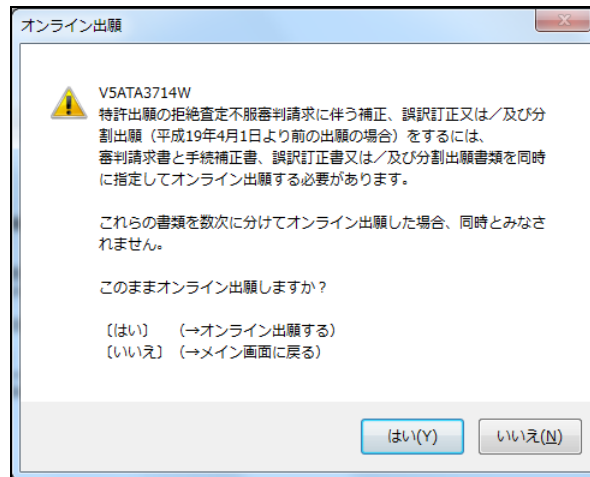 オンライン出願
V5ATA3714W
特許出願の拒絶査定不服審判請求に伴う補正、誤訳訂正又は／及び分
割出願（平成19年4月1日より前の出願の場合）をするには、
審判請求書と手続補正書、誤訳訂正書又は／及び分割出願書類を同時
に指定してオンライン出願する必要があります。
これらの書類を数次に分けてオンライン出願した場合、同時とみなさ
れません。
このままオンライン出願しますか？
〔はい〕　（→オンライン出願する）
〔いいえ〕（→メイン画面に戻る）
はい(Y)　いいえ(N)